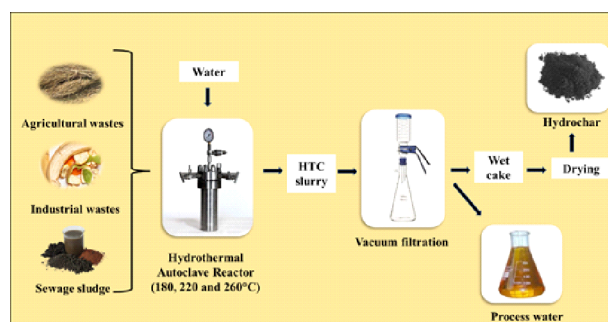 Agricultural wastes
Industrial wastes
Sewage sludge
Water
Hydrothermal
Autoclave Reactor
(180, 220 and 260°C)
HTC
slurry
Vacuum filtration
Wet
cake
Drying
Hydrochar
Process water